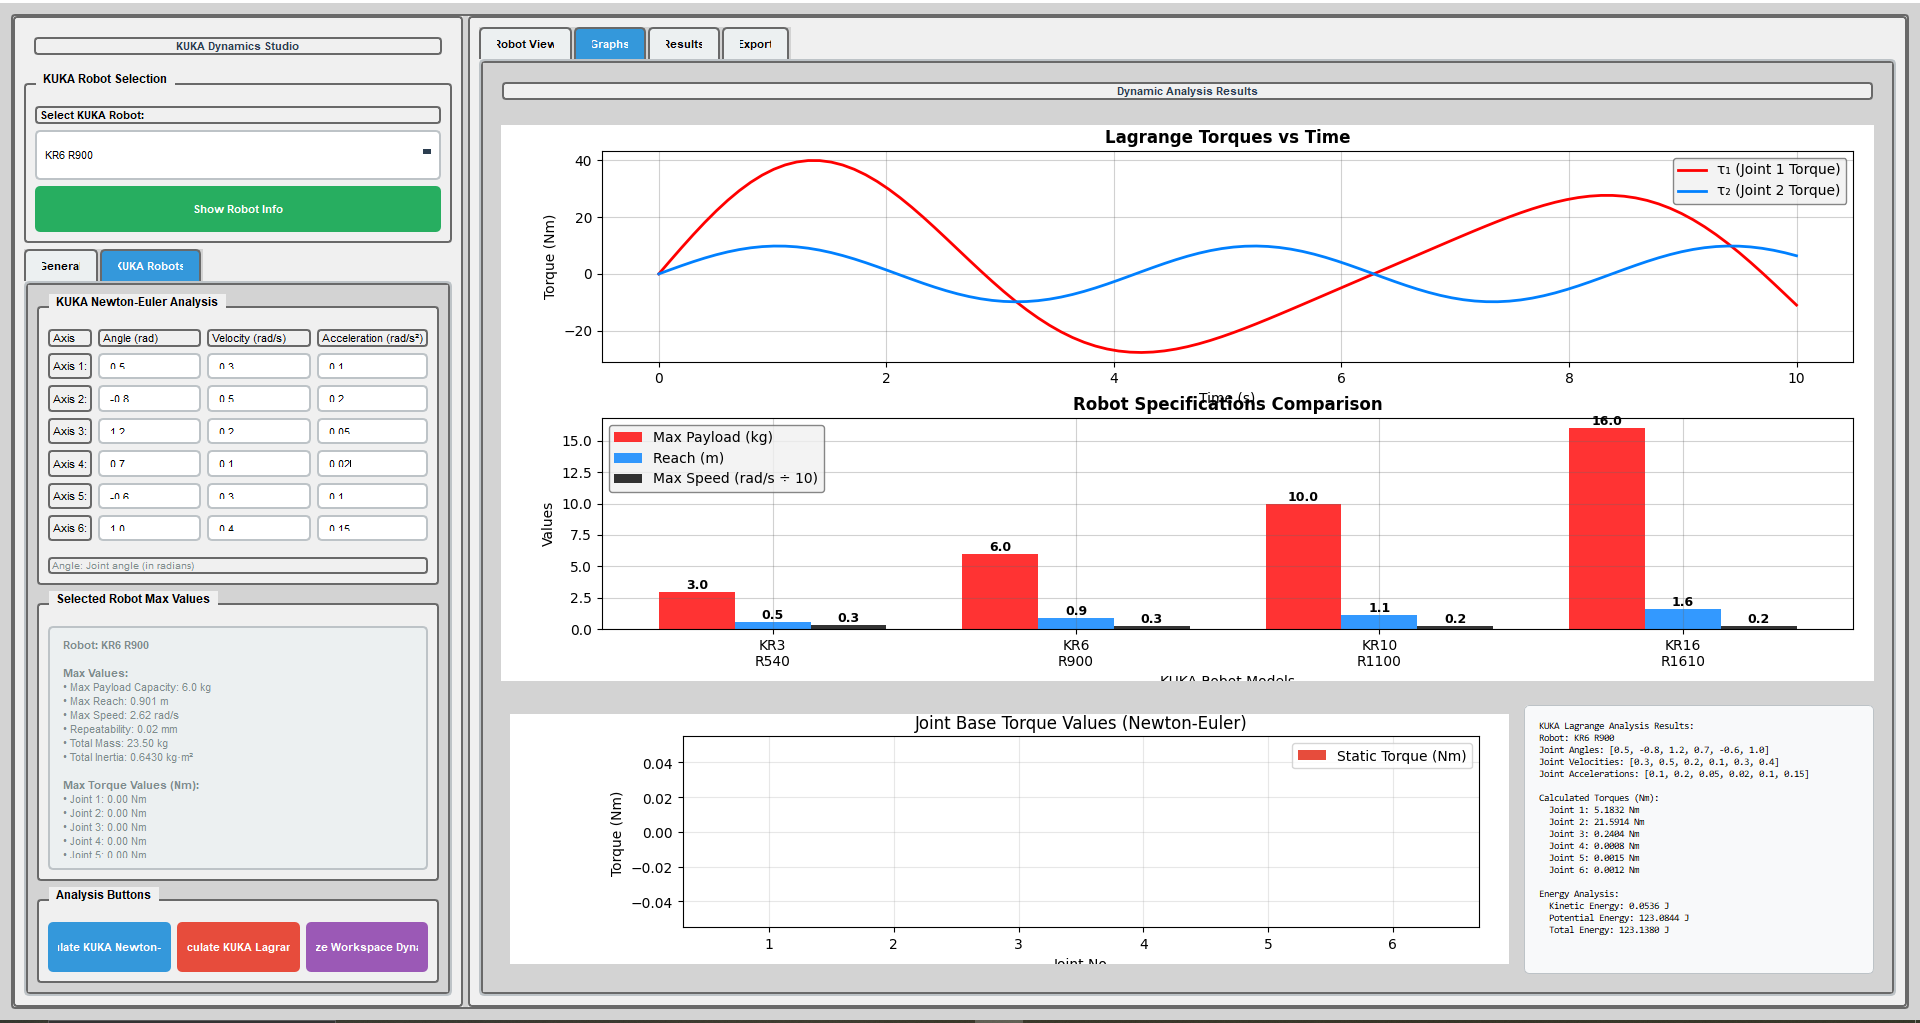 KUKA Dynamics Studio
KUKA Robot Selection
Select KUKA Robot:
KR6 R900
Show Robot Info
General
KUKA Robots
KUKA Newton-Euler Analysis
Axis Angle (rad) Velocity (rad/s) Acceleration (rad/s²)
Axis 1: 0.5 0.3 0.1
Axis 2: -0.8 0.5 0.2
Axis 3: 1.2 0.2 0.05
Axis 4: 0.7 0.1 0.02
Axis 5: -0.6 0.3 0.1
Axis 6: 1.0 0.4 0.15
Angle: Joint angle (in radians)
Selected Robot Max Values
Robot: KR6 R900
Max Values:
• Max Payload Capacity: 6.0 kg
• Max Reach: 0.901 m
• Max Speed: 2.62 rad/s
• Repeatability: 0.02 mm
• Total Mass: 23.50 kg
• Total Inertia: 0.6430 kg·m²
Max Torque Values (Nm):
• Joint 1: 0.00 Nm
• Joint 2: 0.00 Nm
• Joint 3: 0.00 Nm
• Joint 4: 0.00 Nm
• Joint 5: 0.00 Nm
Analysis Buttons
late KUKA Newton-
culate KUKA Lagrar
ze Workspace Dyna
Robot View
Graphs
Results
Export
Dynamic Analysis Results
Lagrange Torques vs Time
Torque (Nm)
40
20
0
−20
τ₁ (Joint 1 Torque)
τ₂ (Joint 2 Torque)
0 2 4 6 8 10
Time (s)
Robot Specifications Comparison
Values
15.0
12.5
10.0
7.5
5.0
2.5
0.0
Max Payload (kg)
Reach (m)
Max Speed (rad/s ÷ 10)
3.0 0.5 0.3
6.0 0.9 0.3
10.0 1.1 0.2
16.0 1.6 0.2
KR3
R540
KR6
R900
KR10
R1100
KR16
R1610
KUKA Robot Models
Joint Base Torque Values (Newton-Euler)
Torque (Nm)
0.04
0.02
0.00
−0.02
−0.04
Static Torque (Nm)
1 2 3 4 5 6
Joint No
KUKA Lagrange Analysis Results:
Robot: KR6 R900
Joint Angles: [0.5, -0.8, 1.2, 0.7, -0.6, 1.0]
Joint Velocities: [0.3, 0.5, 0.2, 0.1, 0.3, 0.4]
Joint Accelerations: [0.1, 0.2, 0.05, 0.02, 0.1, 0.15]
Calculated Torques (Nm):
Joint 1: 5.1832 Nm
Joint 2: 21.5914 Nm
Joint 3: 0.2404 Nm
Joint 4: 0.0008 Nm
Joint 5: 0.0015 Nm
Joint 6: 0.0012 Nm
Energy Analysis:
Kinetic Energy: 0.0536 J
Potential Energy: 123.0844 J
Total Energy: 123.1380 J